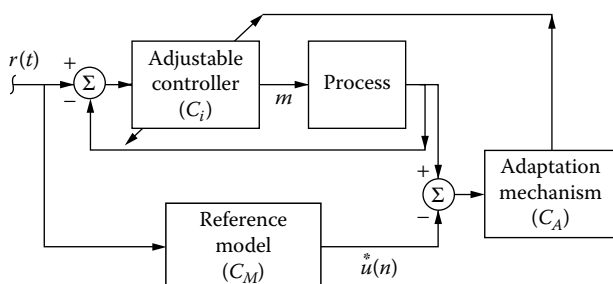 r(t)
+
Σ
−
Adjustable
controller
(C_i)
m
Process
+
Σ
−
Adaptation
mechanism
(C_A)
Reference
model
(C_M)
u*(n)